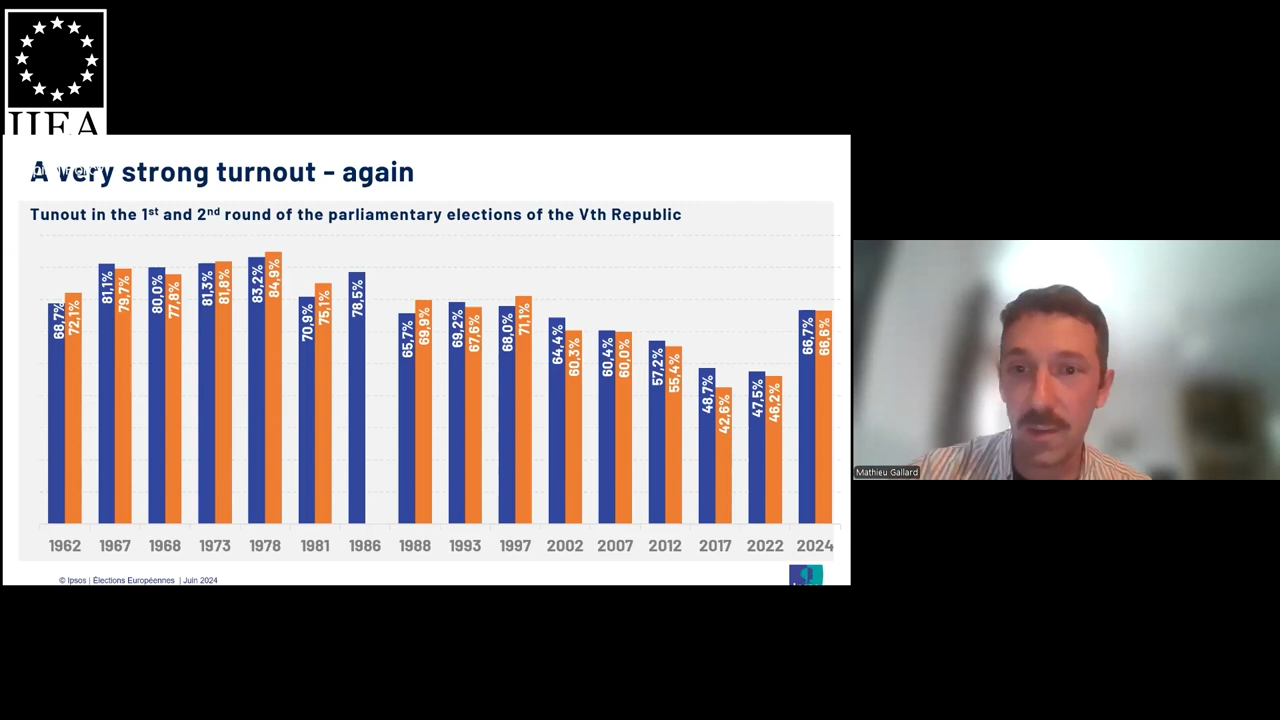 IIEA
A very strong turnout - again
Tunout in the 1st and 2nd round of the parliamentary elections of the Vth Republic
68,7% 72,1% 81,1% 79,7% 80,0% 77,8% 81,3% 81,8% 83,2% 84,9% 70,9% 75,1% 78,5% 65,7% 69,9% 69,2% 67,6% 68,0% 71,1% 64,4% 60,3% 60,4% 60,0% 57,2% 55,4% 48,7% 42,6% 47,5% 46,2% 66,7% 66,6%
1962 1967 1968 1973 1978 1981 1986 1988 1993 1997 2002 2007 2012 2017 2022 2024
© Ipsos | Élections Européennes | Juin 2024
Mathieu Gallard